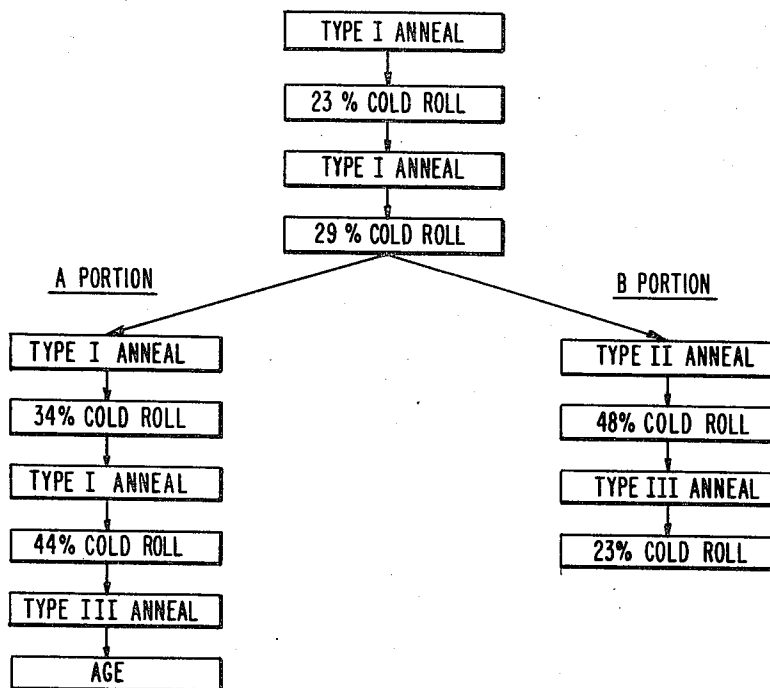 TYPE I ANNEAL
23 % COLD ROLL
TYPE I ANNEAL
29 % COLD ROLL
A PORTION
TYPE I ANNEAL
34% COLD ROLL
TYPE I ANNEAL
44% COLD ROLL
TYPE III ANNEAL
AGE
B PORTION
TYPE II ANNEAL
48% COLD ROLL
TYPE III ANNEAL
23% COLD ROLL